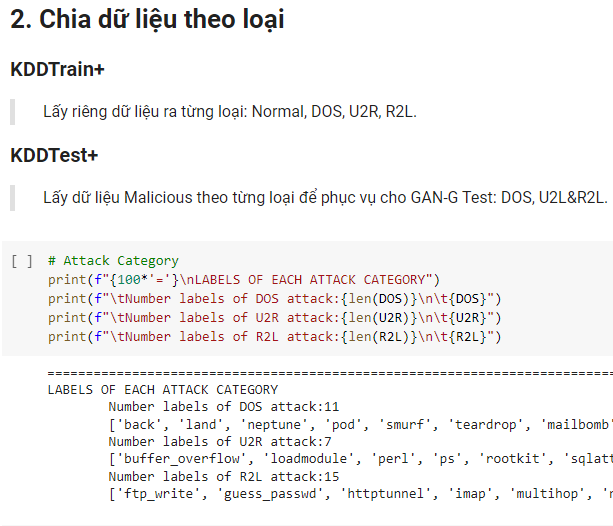 2. Chia dữ liệu theo loại
KDDTrain+
Lấy riêng dữ liệu ra từng loại: Normal, DOS, U2R, R2L.
KDDTest+
Lấy dữ liệu Malicious theo từng loại để phục vụ cho GAN-G Test: DOS, U2L&R2L.
[ ] # Attack Category
print(f"{100*'='}\nLABELS OF EACH ATTACK CATEGORY")
print(f"\tNumber labels of DOS attack:{len(DOS)}\n\t{DOS}")
print(f"\tNumber labels of U2R attack:{len(U2R)}\n\t{U2R}")
print(f"\tNumber labels of R2L attack:{len(R2L)}\n\t{R2L}")
==========================================================================
LABELS OF EACH ATTACK CATEGORY
Number labels of DOS attack:11
['back', 'land', 'neptune', 'pod', 'smurf', 'teardrop', 'mailbomb'
Number labels of U2R attack:7
['buffer_overflow', 'loadmodule', 'perl', 'ps', 'rootkit', 'sqlatt
Number labels of R2L attack:15
['ftp_write', 'guess_passwd', 'httptunnel', 'imap', 'multihop', '